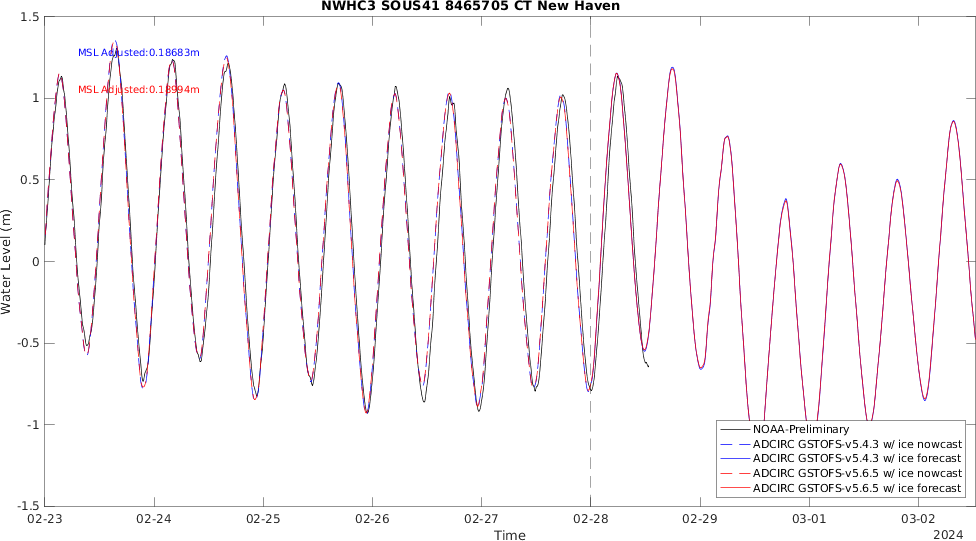 NWHC3 SOUS41 8465705 CT New Haven
1.5
MSL Adjusted:0.18683m
MSL Adjusted:0.18994m
1
0.5
0
-0.5
-1
-1.5
Water Level (m)
NOAA-Preliminary
ADCIRC GSTOFS-v5.4.3 w/ ice nowcast
ADCIRC GSTOFS-v5.4.3 w/ ice forecast
ADCIRC GSTOFS-v5.6.5 w/ ice nowcast
ADCIRC GSTOFS-v5.6.5 w/ ice forecast
02-23 02-24 02-25 02-26 02-27 02-28 02-29 03-01 03-02
Time
2024